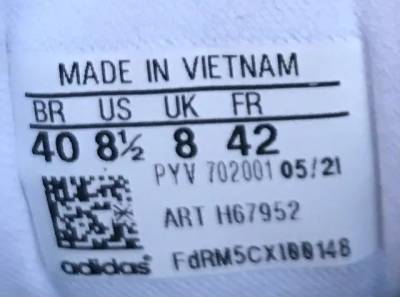 MADE IN VIETNAM
BR US UK FR
40 8½ 8 42
PYV 702001 05/21
ART H67952
adidas FdRM5CX100148